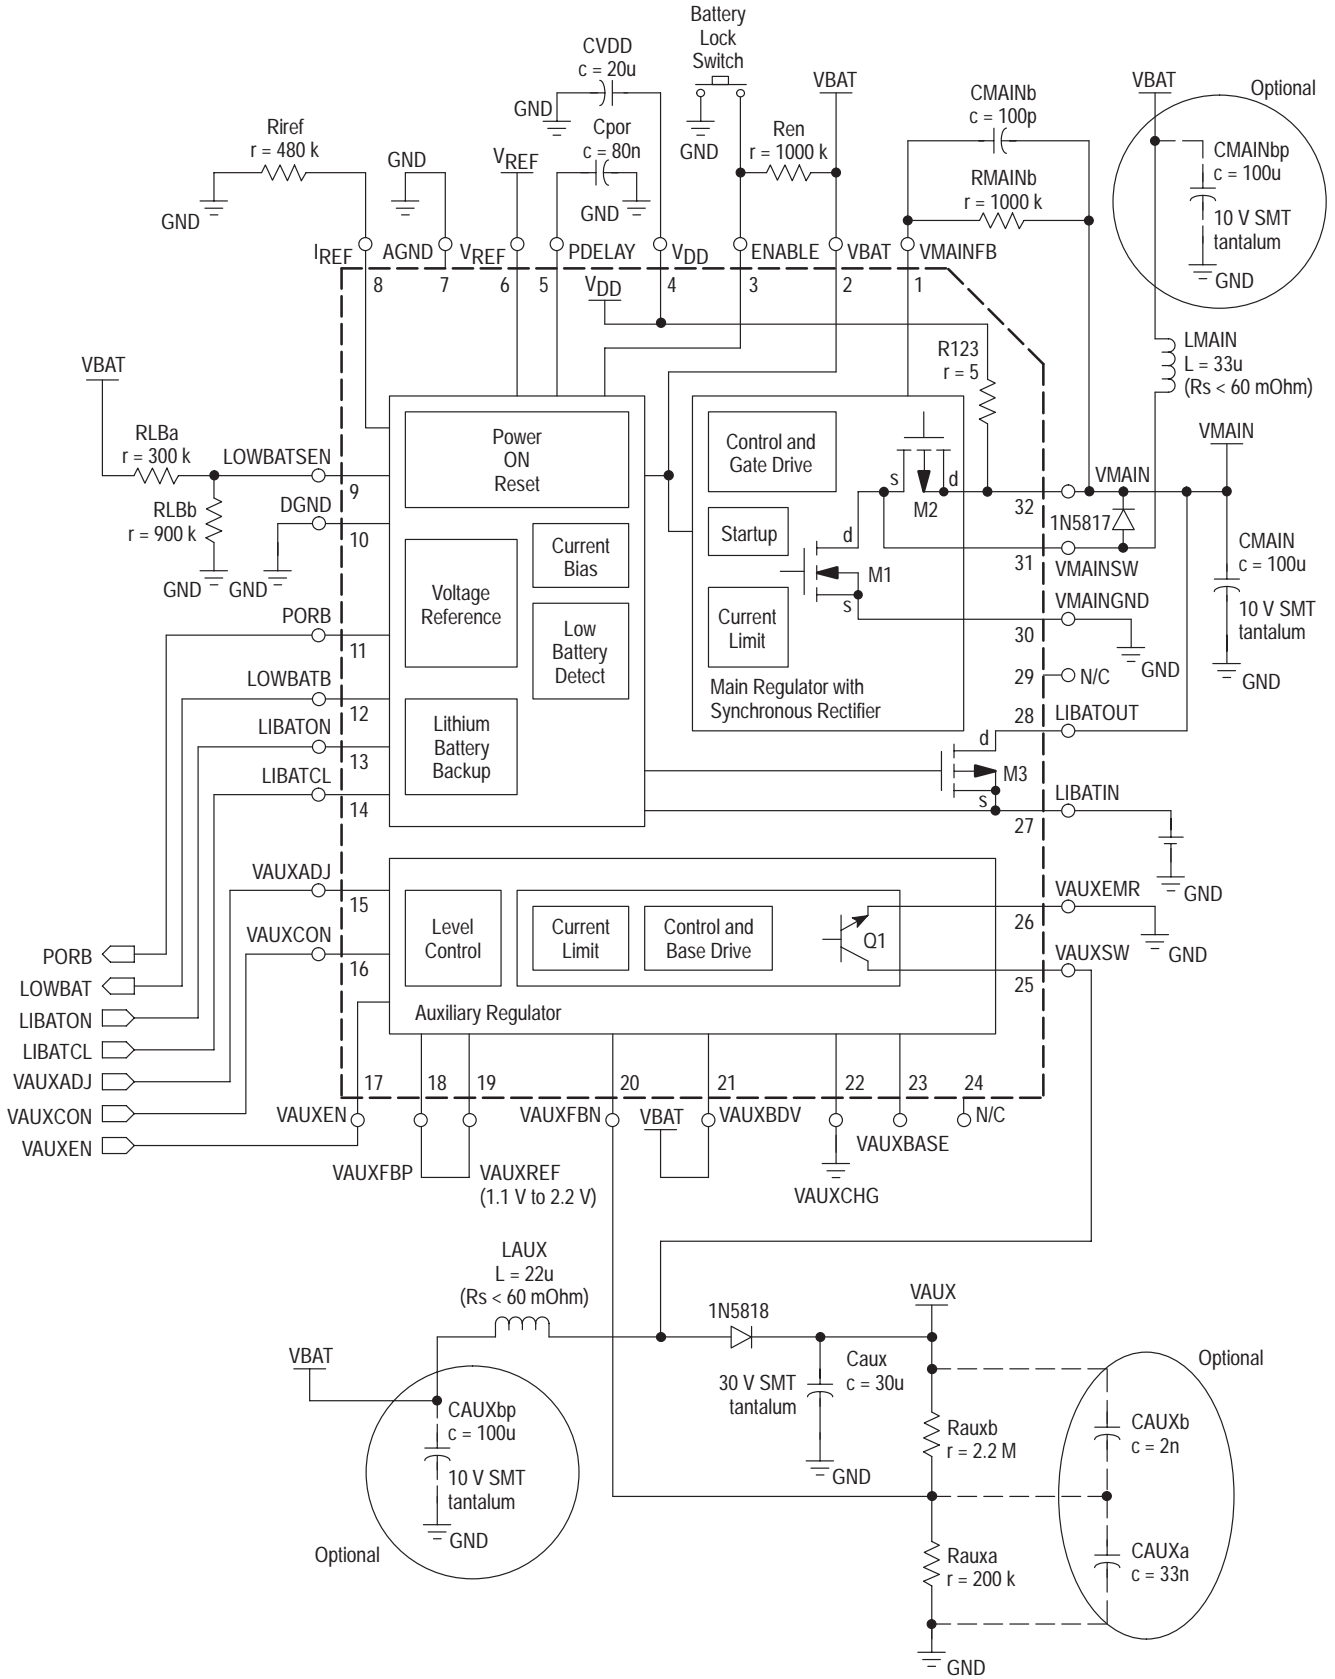 Battery
Lock
Switch
CVDD
c = 20u
GND
Cpor
c = 80n
GND
GND
VBAT
Ren
r = 1000 k
CMAINb
c = 100p
RMAINb
r = 1000 k
VBAT
Optional
CMAINbp
c = 100u
10 V SMT
tantalum
GND
Riref
r = 480 k
GND
GND
VREF
IREF
AGND
VREF
PDELAY
VDD
ENABLE
VBAT
VMAINFB
8
7
6
5
4
3
2
1
VDD
R123
r = 5
LMAIN
L = 33u
(Rs < 60 mOhm)
VBAT
RLBa
r = 300 k
LOWBATSEN
9
RLBb
r = 900 k
DGND
10
GND
GND
PORB
11
LOWBATB
12
LIBATON
13
LIBATCL
14
Power
ON
Reset
Current
Bias
Voltage
Reference
Low
Battery
Detect
Lithium
Battery
Backup
Control and
Gate Drive
Startup
Current
Limit
Main Regulator with
Synchronous Rectifier
s
d
M2
d
M1
s
VMAIN
VMAIN
32
1N5817
31
VMAINSW
VMAINGND
30
GND
29
N/C
28
LIBATOUT
CMAIN
c = 100u
10 V SMT
tantalum
GND
d
M3
s
LIBATIN
27
GND
VAUXADJ
15
VAUXCON
16
Level
Control
Current
Limit
Control and
Base Drive
Q1
Auxiliary Regulator
VAUXEMR
26
GND
VAUXSW
25
PORB
LOWBAT
LIBATON
LIBATCL
VAUXADJ
VAUXCON
VAUXEN
17
18
19
20
21
22
23
24
VAUXEN
VAUXFBP
VAUXREF
(1.1 V to 2.2 V)
VAUXFBN
VBAT
VAUXBDV
VAUXCHG
VAUXBASE
N/C
LAUX
L = 22u
(Rs < 60 mOhm)
VBAT
CAUXbp
c = 100u
10 V SMT
tantalum
GND
Optional
1N5818
30 V SMT
tantalum
Caux
c = 30u
GND
VAUX
Rauxb
r = 2.2 M
Rauxa
r = 200 k
GND
Optional
CAUXb
c = 2n
CAUXa
c = 33n